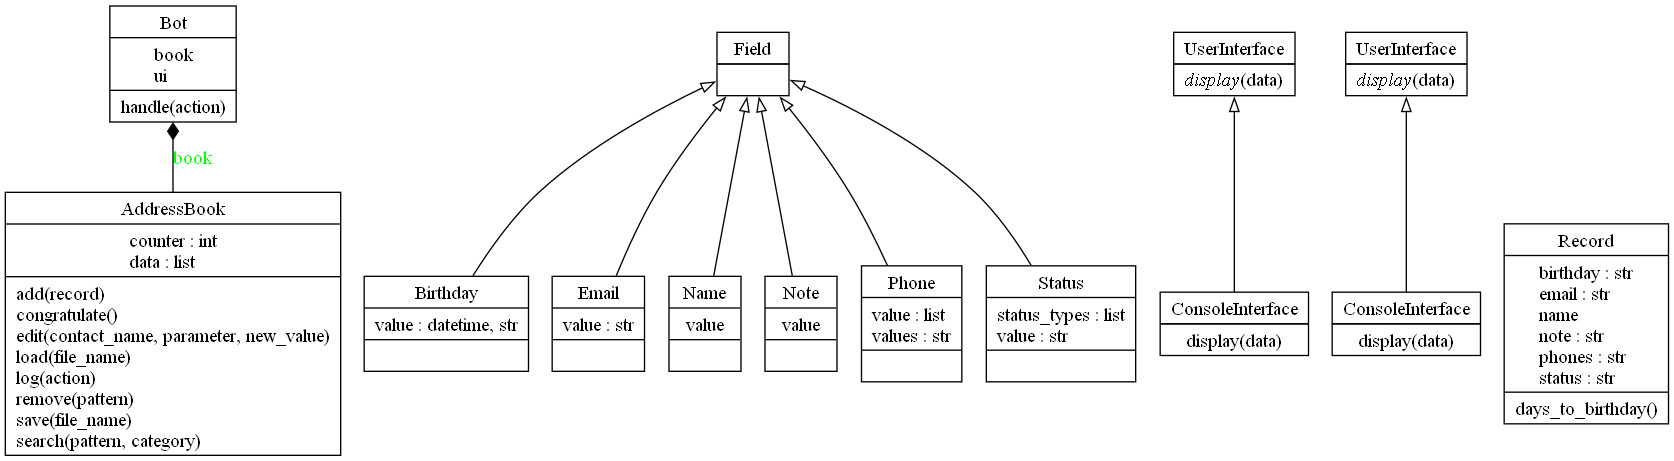 Bot
book
ui
handle(action)
book
AddressBook
counter : int
data : list
add(record)
congratulate()
edit(contact_name, parameter, new_value)
load(file_name)
log(action)
remove(pattern)
save(file_name)
search(pattern, category)
Field
Birthday
value : datetime, str
Email
value : str
Name
value
Note
value
Phone
value : list
values : str
Status
status_types : list
value : str
UserInterface
display(data)
ConsoleInterface
display(data)
UserInterface
display(data)
ConsoleInterface
display(data)
Record
birthday : str
email : str
name
note : str
phones : str
status : str
days_to_birthday()